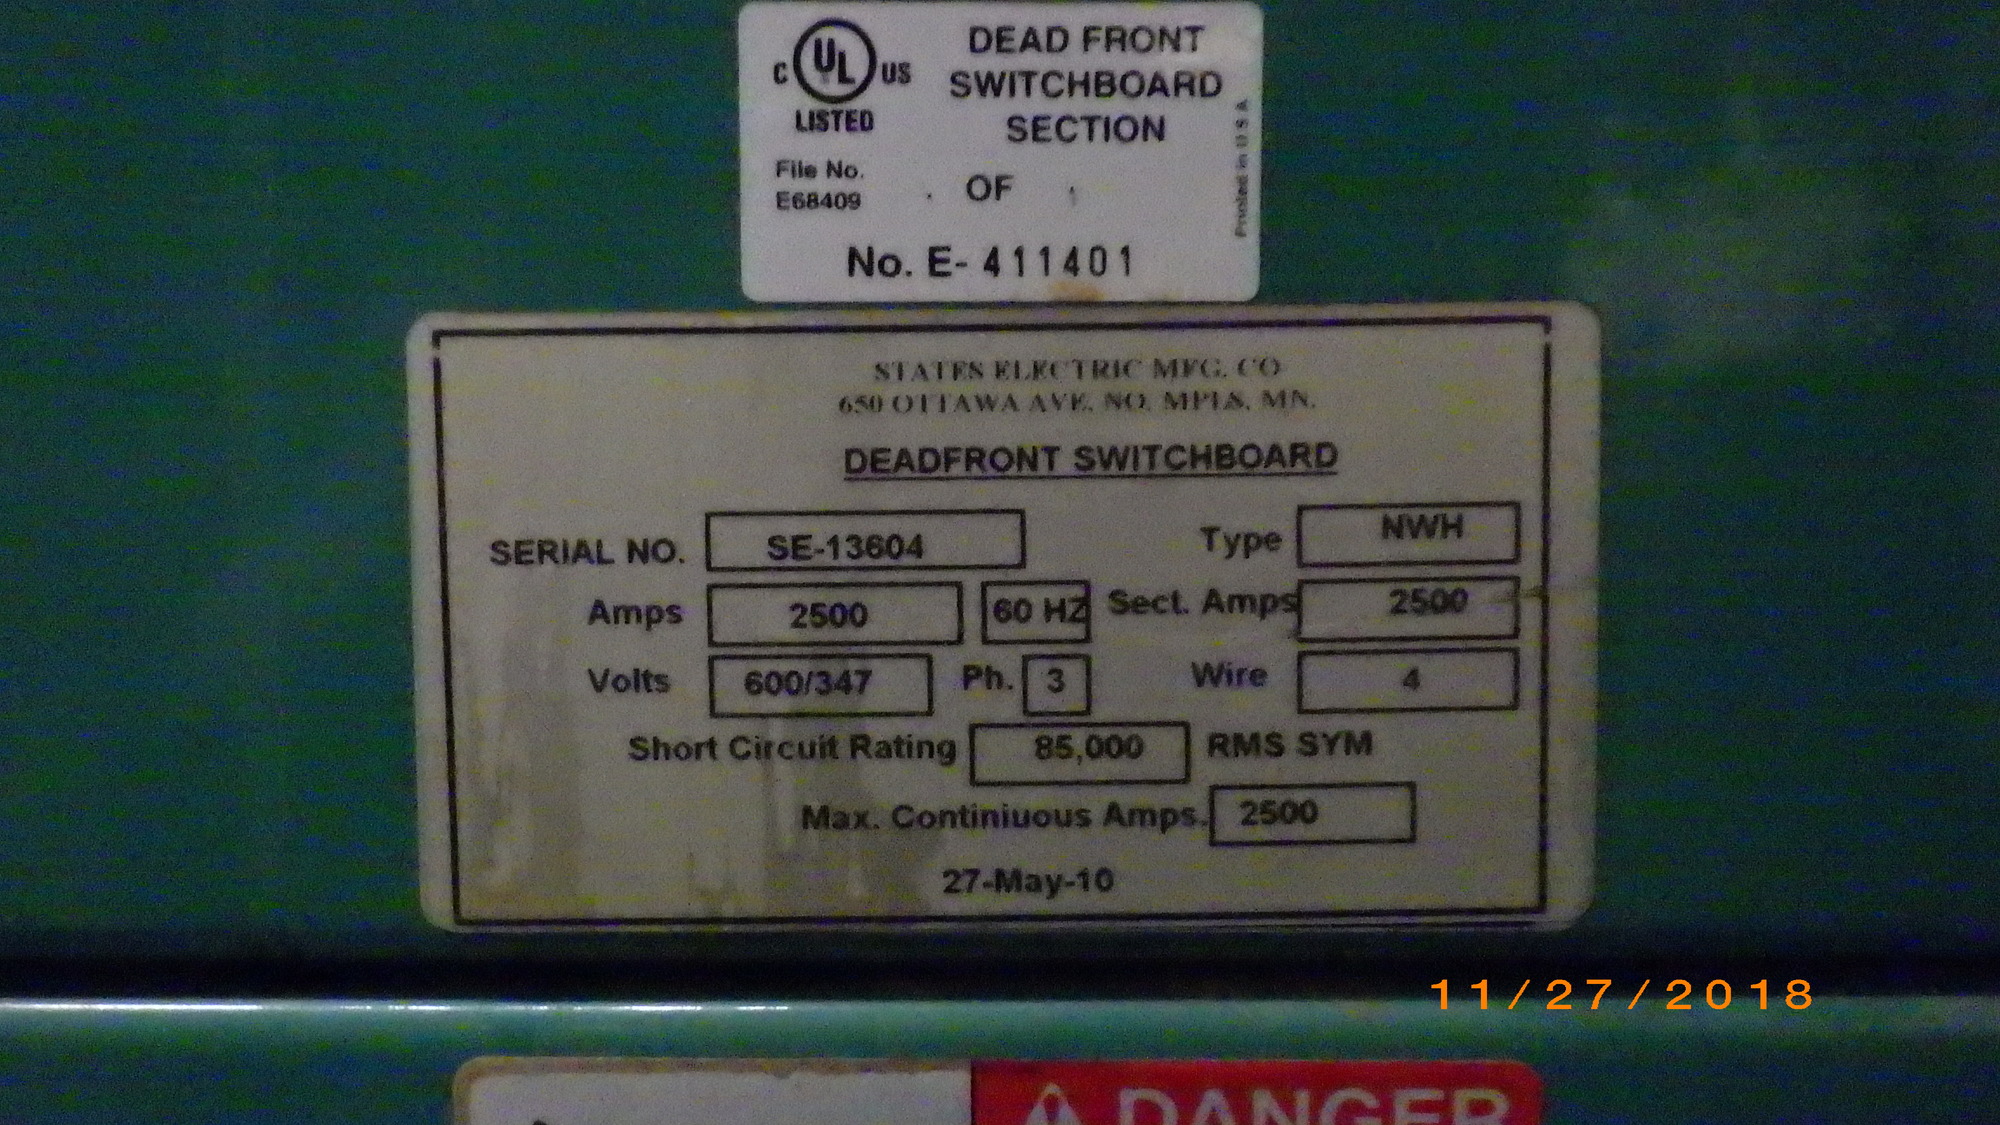 C UL US
LISTED
DEAD FRONT
SWITCHBOARD
SECTION
File No.
E68409
OF
Printed in U S A
No. E- 411401
STATES ELECTRIC MFG. CO
650 OTTAWA AVE. NO. MPLS. MN.
DEADFRONT SWITCHBOARD
SERIAL NO. SE-13604 Type NWH
Amps 2500 60 HZ Sect. Amps 2500
Volts 600/347 Ph. 3 Wire 4
Short Circuit Rating 85,000 RMS SYM
Max. Continiuous Amps. 2500
27-May-10
11/27/2018
DANGER